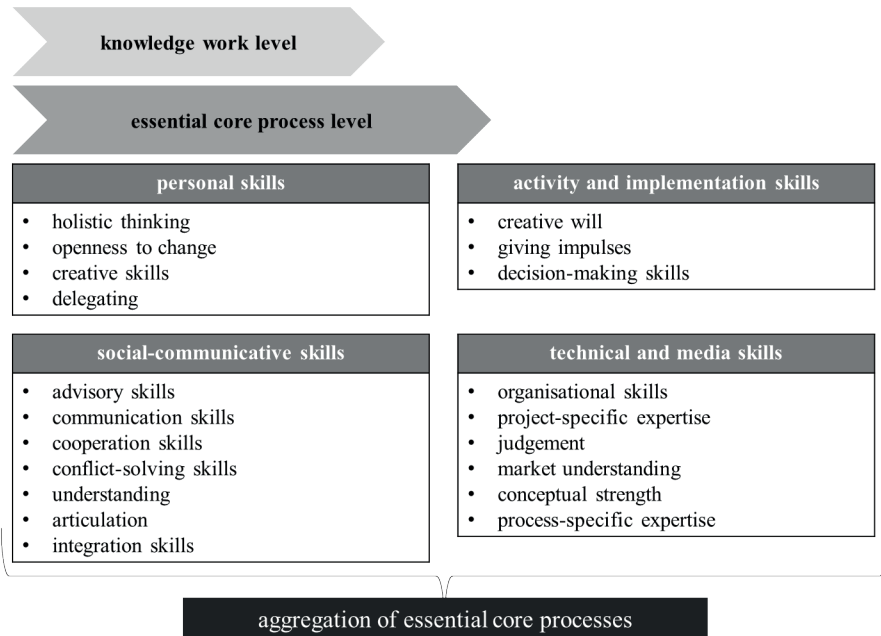 knowledge work level
essential core process level
personal skills
• holistic thinking
• openness to change
• creative skills
• delegating
activity and implementation skills
• creative will
• giving impulses
• decision-making skills
social-communicative skills
• advisory skills
• communication skills
• cooperation skills
• conflict-solving skills
• understanding
• articulation
• integration skills
technical and media skills
• organisational skills
• project-specific expertise
• judgement
• market understanding
• conceptual strength
• process-specific expertise
aggregation of essential core processes